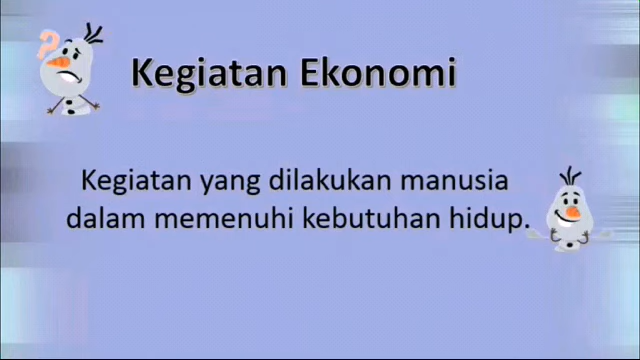 ?
Kegiatan Ekonomi
Kegiatan yang dilakukan manusia
dalam memenuhi kebutuhan hidup.